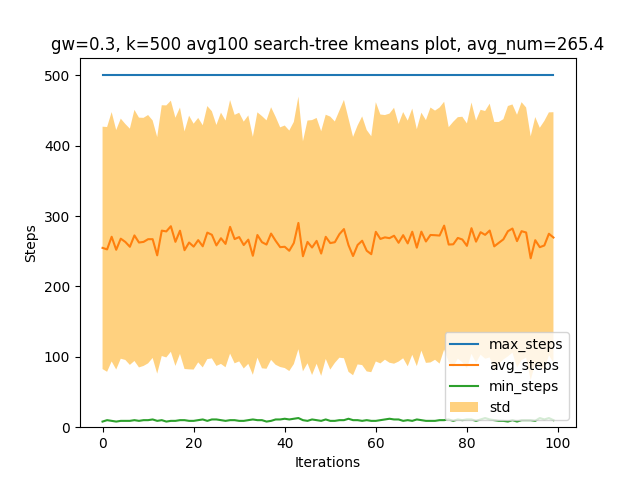 gw=0.3, k=500 avg100 search-tree kmeans plot, avg_num=265.4
500
400
300
200
100
0
Steps
0 20 40 60 80 100
Iterations
max_steps
avg_steps
min_steps
std